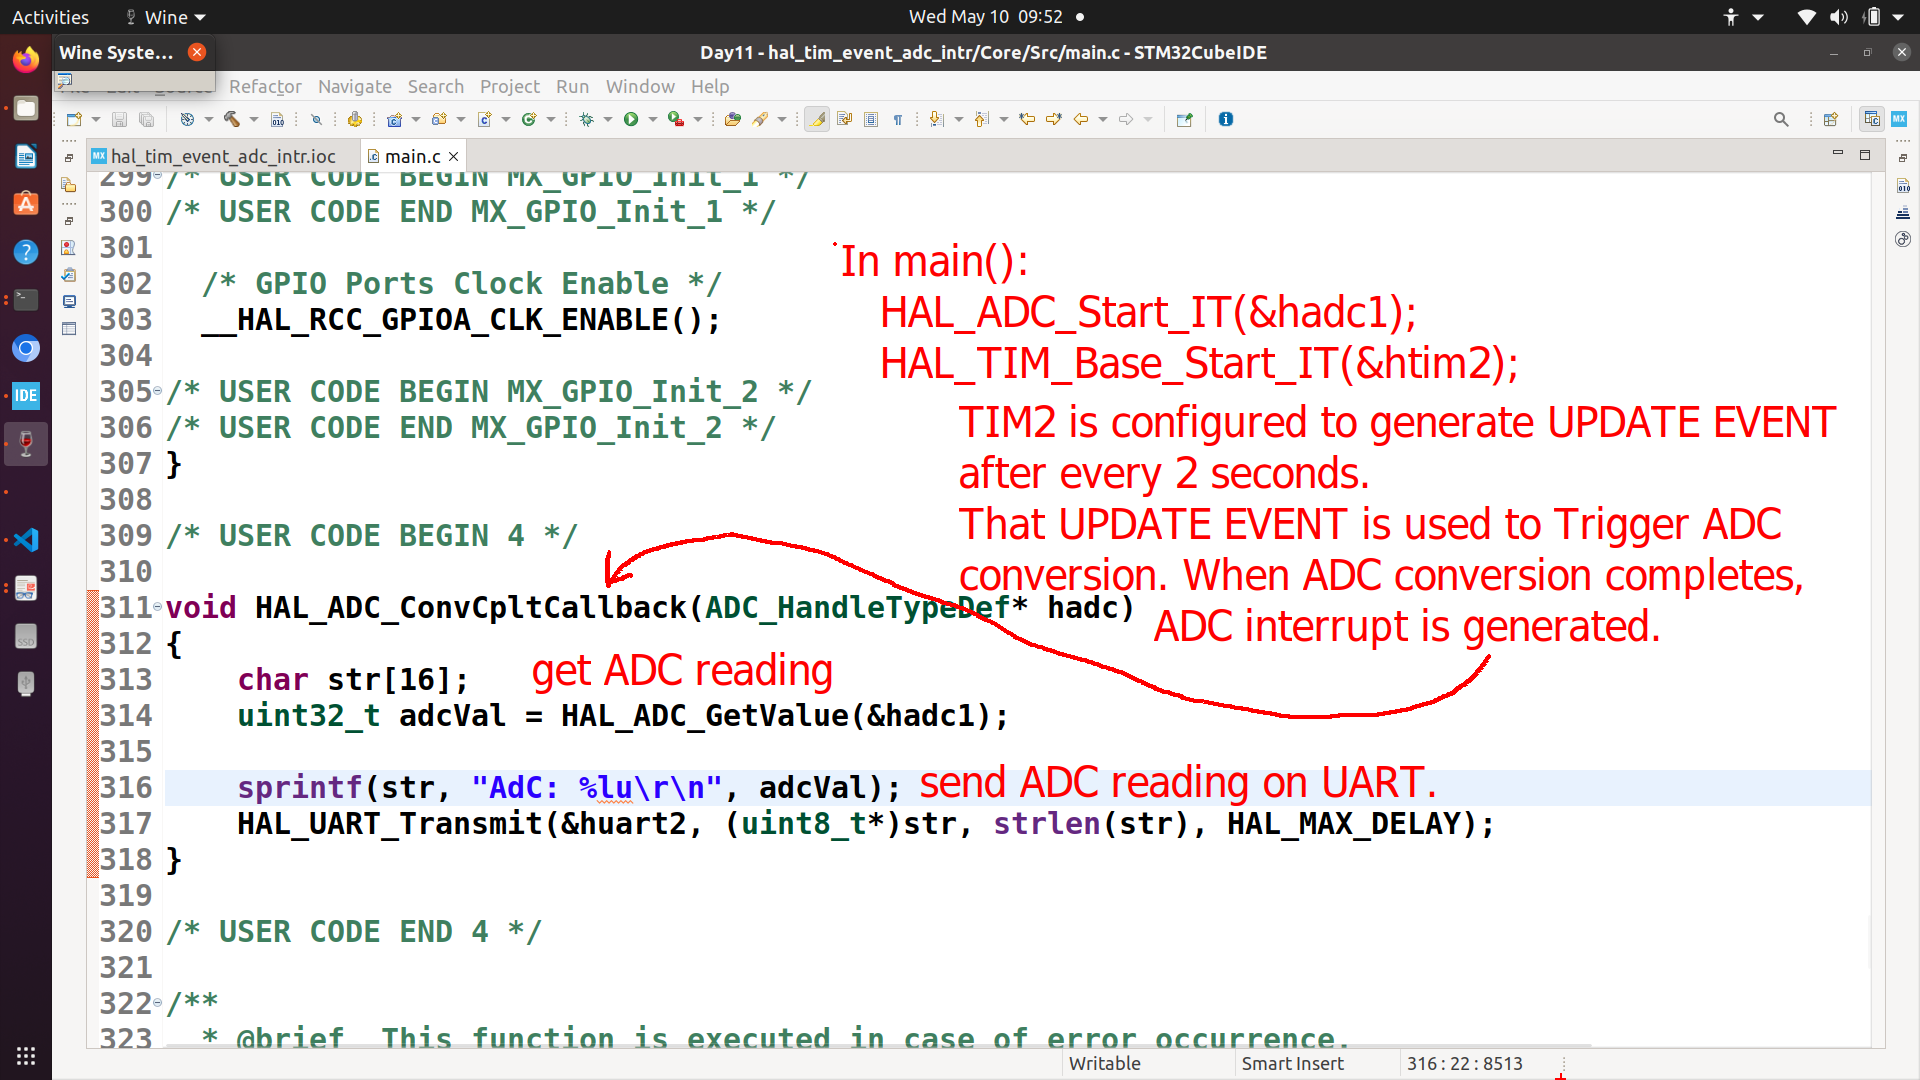 Activities Wine Wed May 10 09:52
Wine Syste... Day11 - hal_tim_event_adc_intr/Core/Src/main.c - STM32CubeIDE
Refactor Navigate Search Project Run Window Help
hal_tim_event_adc_intr.ioc main.c
299 /* USER CODE BEGIN MX_GPIO_Init_1 */
300 /* USER CODE END MX_GPIO_Init_1 */
301
302 /* GPIO Ports Clock Enable */
303 __HAL_RCC_GPIOA_CLK_ENABLE();
304
305 /* USER CODE BEGIN MX_GPIO_Init_2 */
306 /* USER CODE END MX_GPIO_Init_2 */
307 }
308
309 /* USER CODE BEGIN 4 */
310
311 void HAL_ADC_ConvCpltCallback(ADC_HandleTypeDef* hadc)
312 {
313 char str[16];
314 uint32_t adcVal = HAL_ADC_GetValue(&hadc1);
315
316 sprintf(str, "AdC: %lu\r\n", adcVal);
317 HAL_UART_Transmit(&huart2, (uint8_t*)str, strlen(str), HAL_MAX_DELAY);
318 }
319
320 /* USER CODE END 4 */
321
322 /**
323 * @brief This function is executed in case of error occurrence.
In main():
HAL_ADC_Start_IT(&hadc1);
HAL_TIM_Base_Start_IT(&htim2);
TIM2 is configured to generate UPDATE EVENT
after every 2 seconds.
That UPDATE EVENT is used to Trigger ADC
conversion. When ADC conversion completes,
ADC interrupt is generated.
get ADC reading
send ADC reading on UART.
Writable Smart Insert 316 : 22 : 8513
IDE
MX